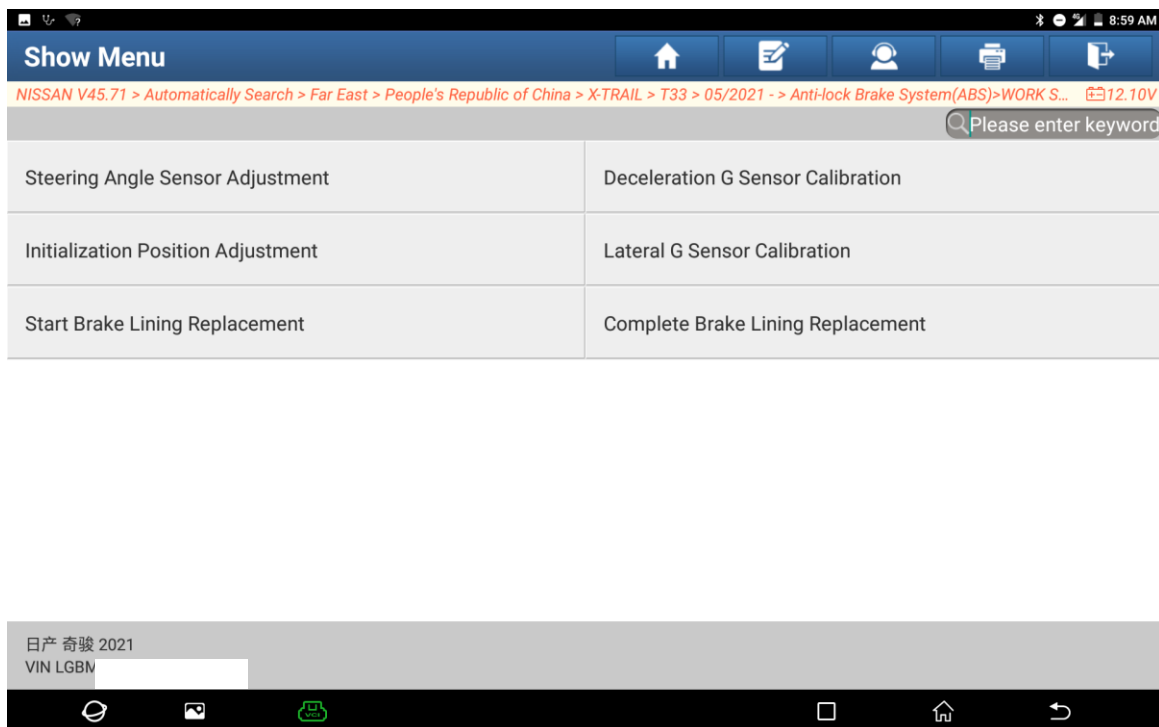 8:59 AM
Show Menu
NISSAN V45.71 > Automatically Search > Far East > People's Republic of China > X-TRAIL > T33 > 05/2021 - > Anti-lock Brake System(ABS)>WORK S... 12.10V
Please enter keyword
Steering Angle Sensor Adjustment
Deceleration G Sensor Calibration
Initialization Position Adjustment
Lateral G Sensor Calibration
Start Brake Lining Replacement
Complete Brake Lining Replacement
日产 奇骏 2021
VIN LGBM
VCI